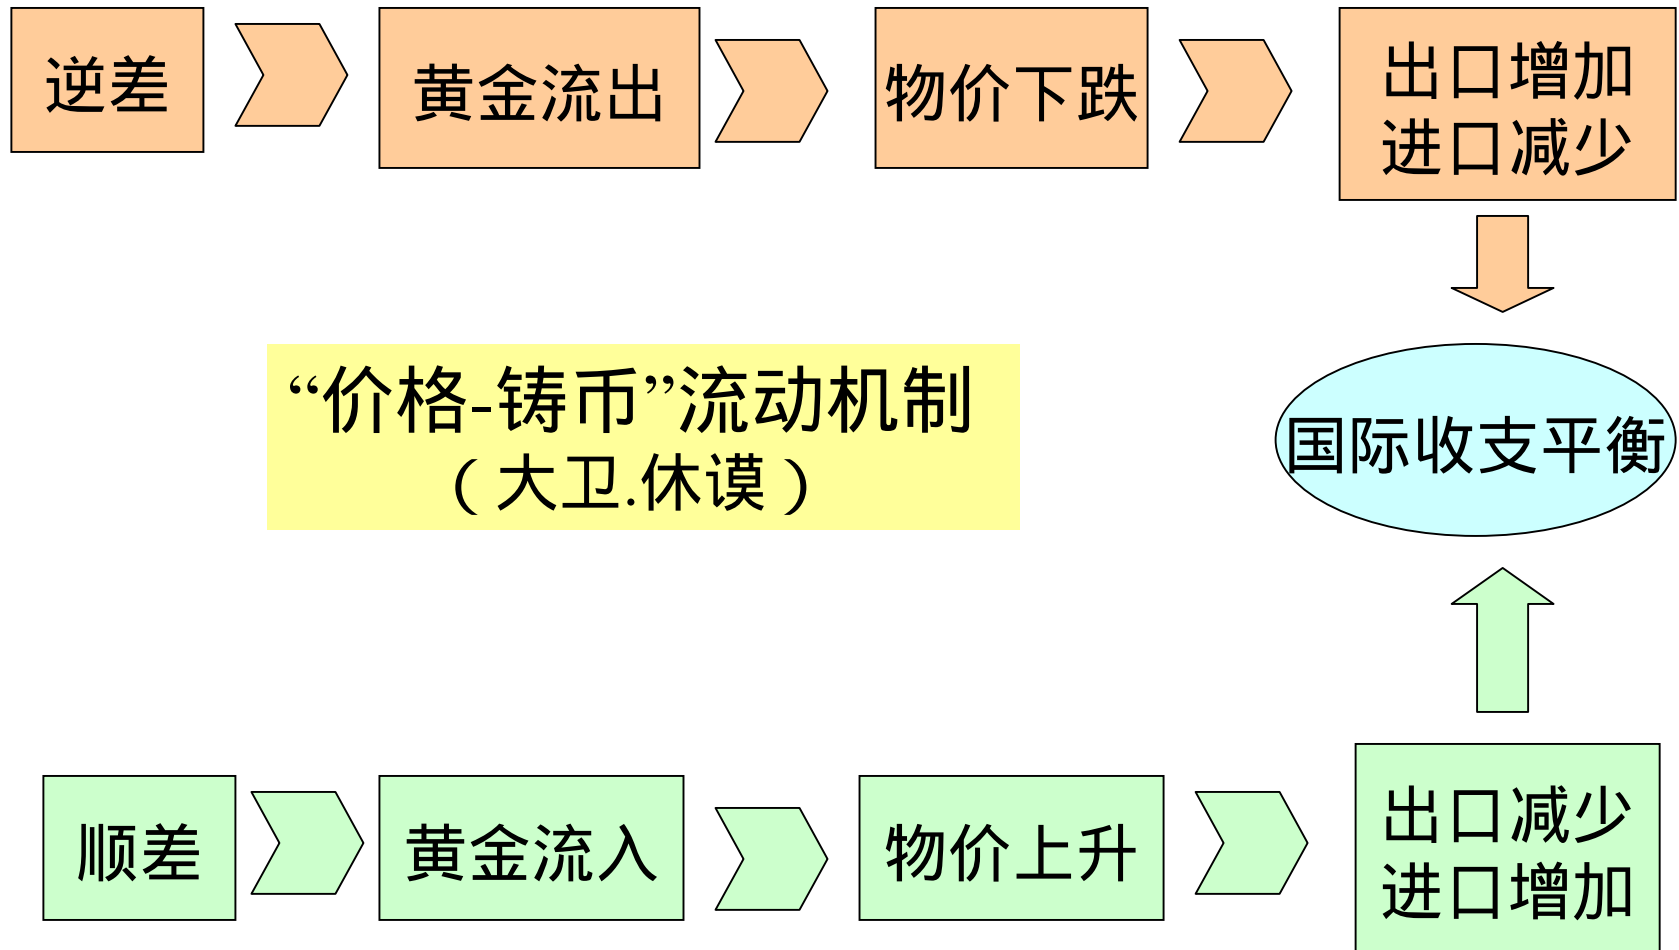 逆差
黄金流出
物价下跌
出口增加
进口减少
“价格-铸币”流动机制
（大卫.休谟）
国际收支平衡
顺差
黄金流入
物价上升
出口减少
进口增加